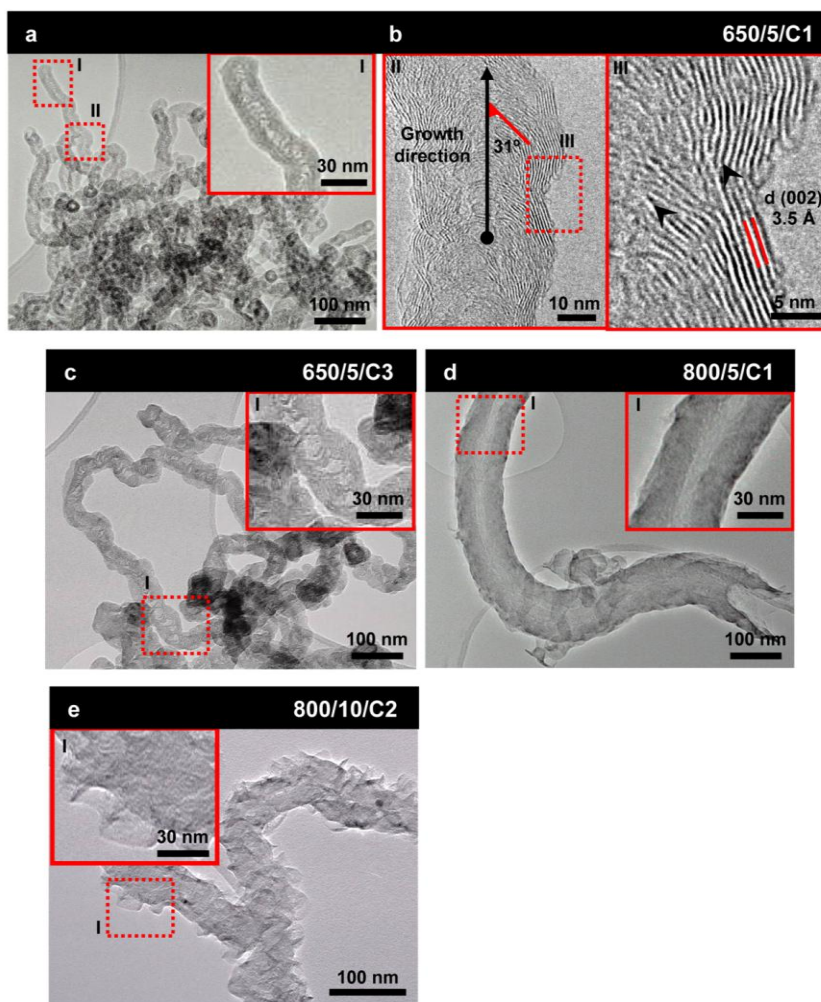 a
I
II
I
30 nm
100 nm
b 650/5/C1
II
Growth
direction
31º
III
10 nm
III
d (002)
3.5 Å
5 nm
c 650/5/C3
I
30 nm
I
100 nm
d 800/5/C1
I
I
30 nm
100 nm
e 800/10/C2
I
30 nm
I
100 nm